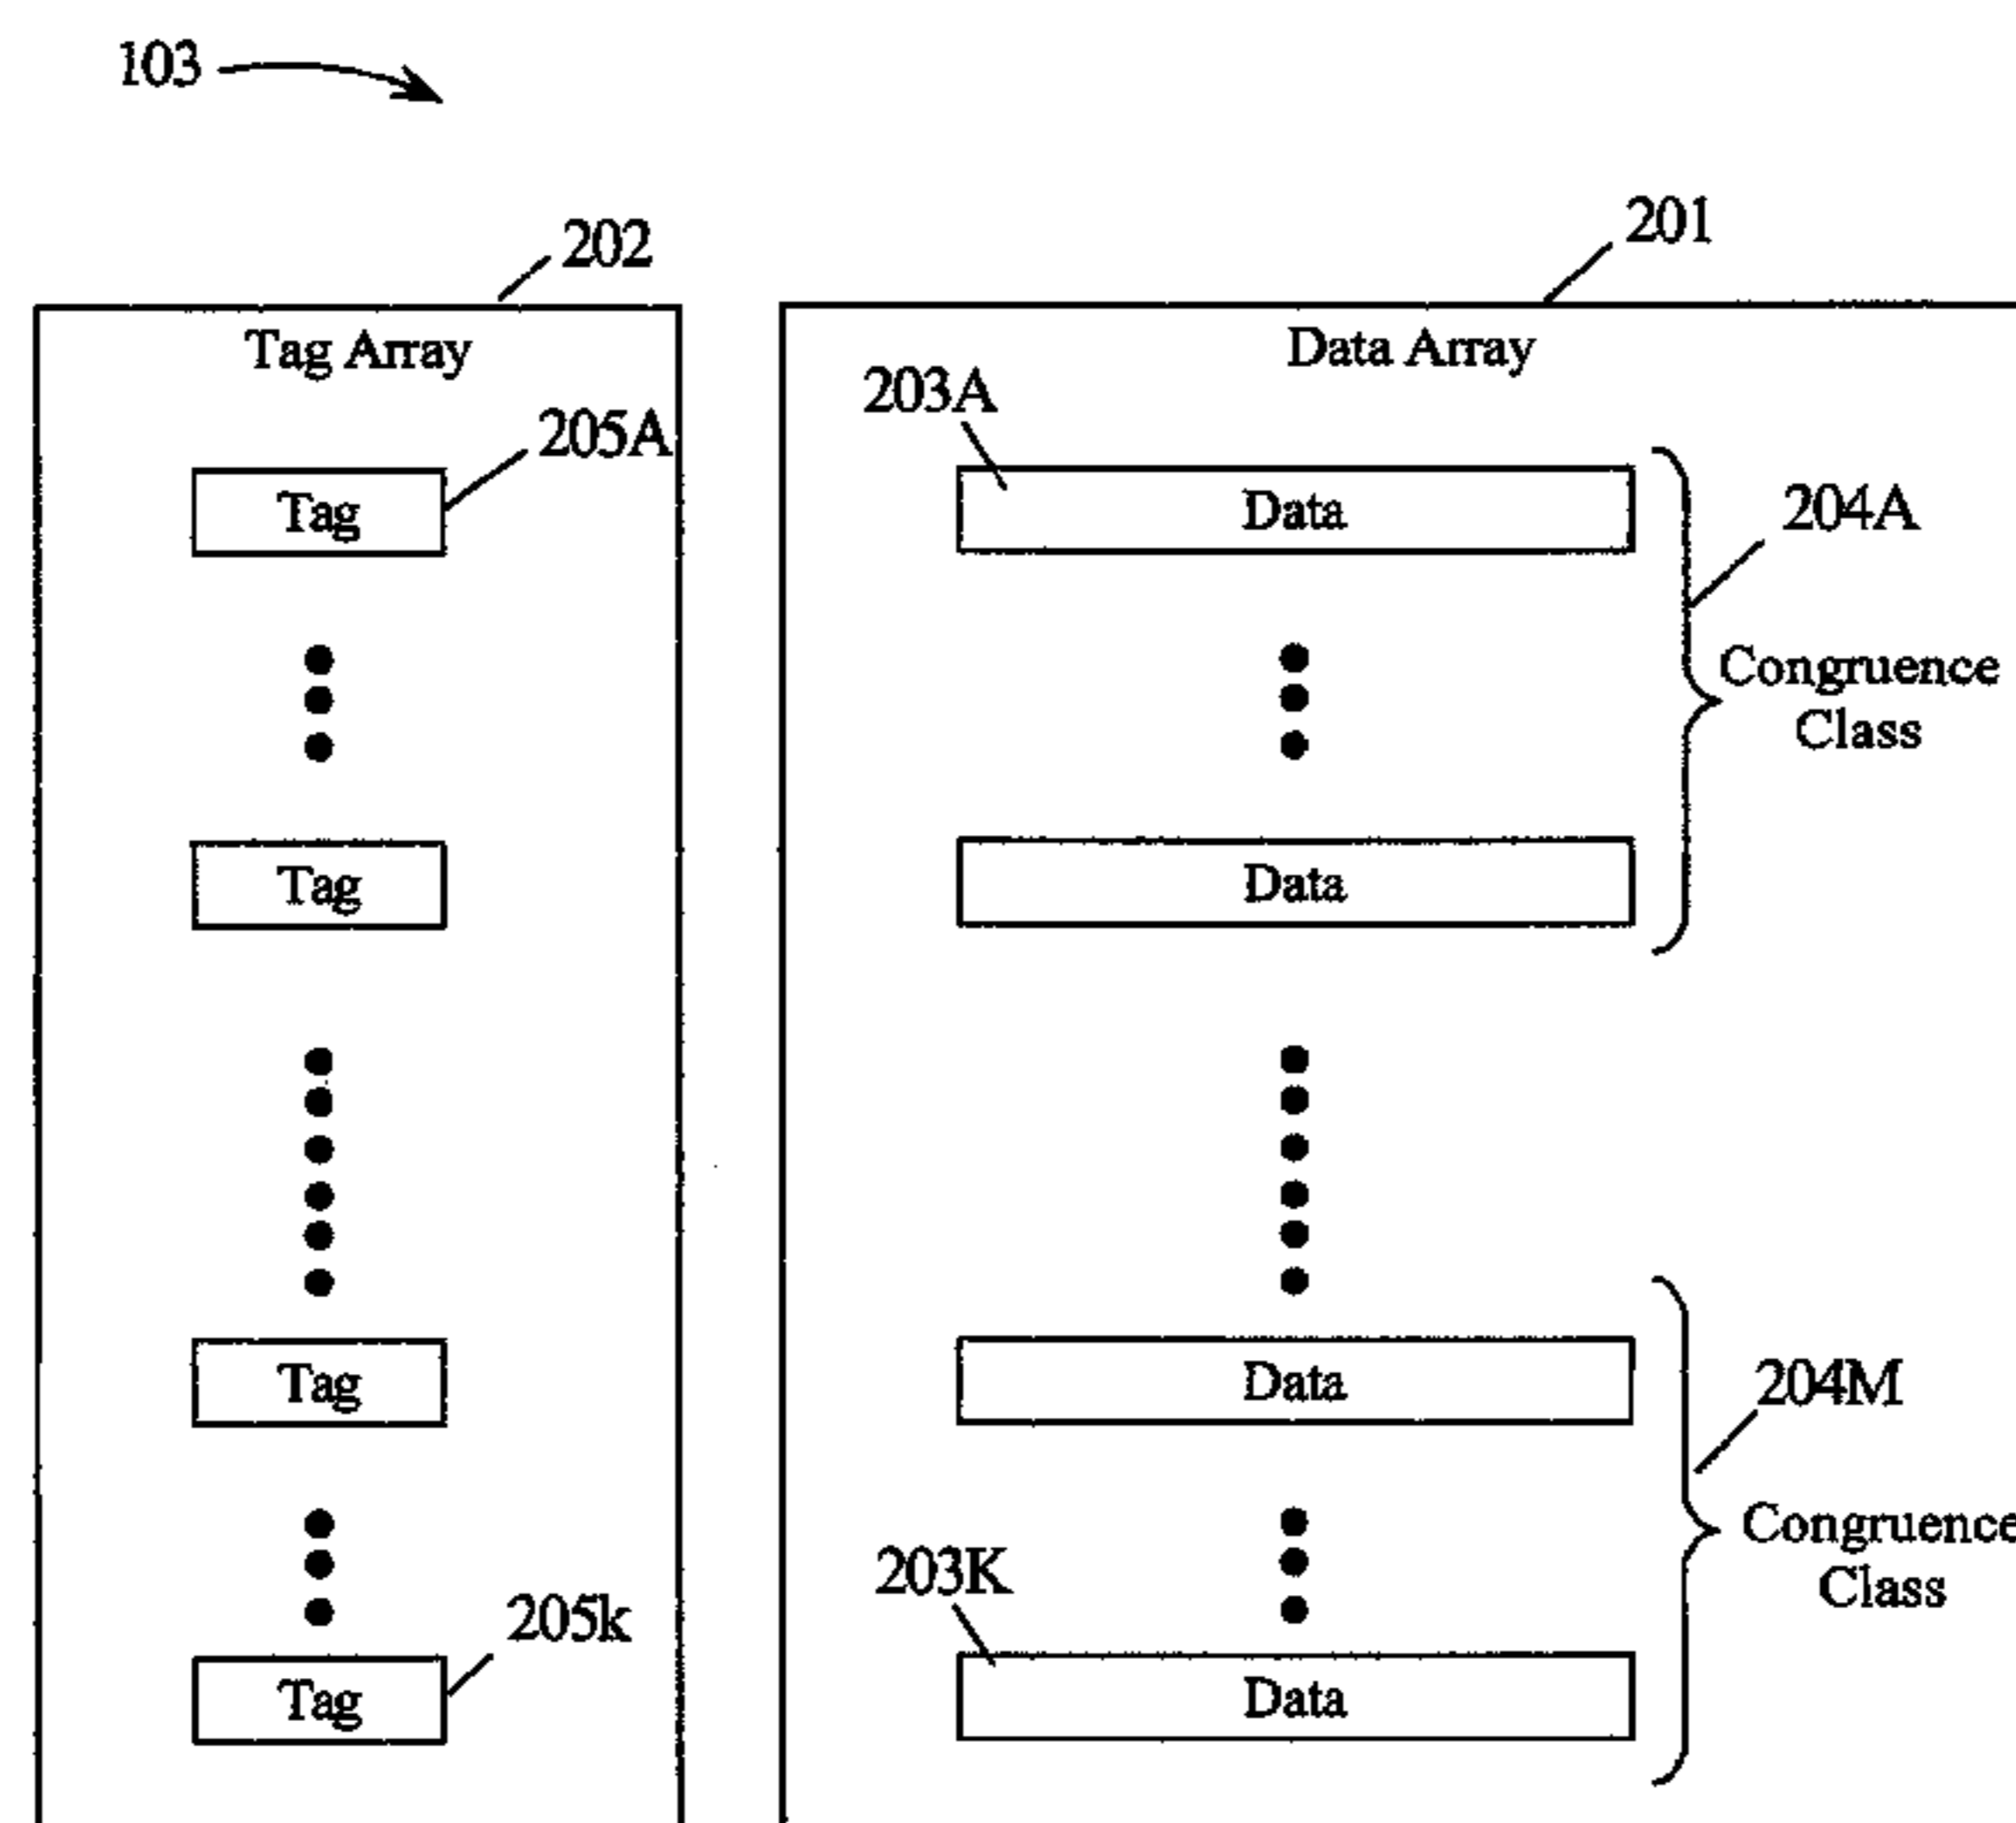 103
202
201
Tag Array
Data Array
203A
205A
204A
Tag
Data
Congruence
Class
Tag
Data
Tag
Data
204M
Congruence
Class
203K
205k
Tag
Data